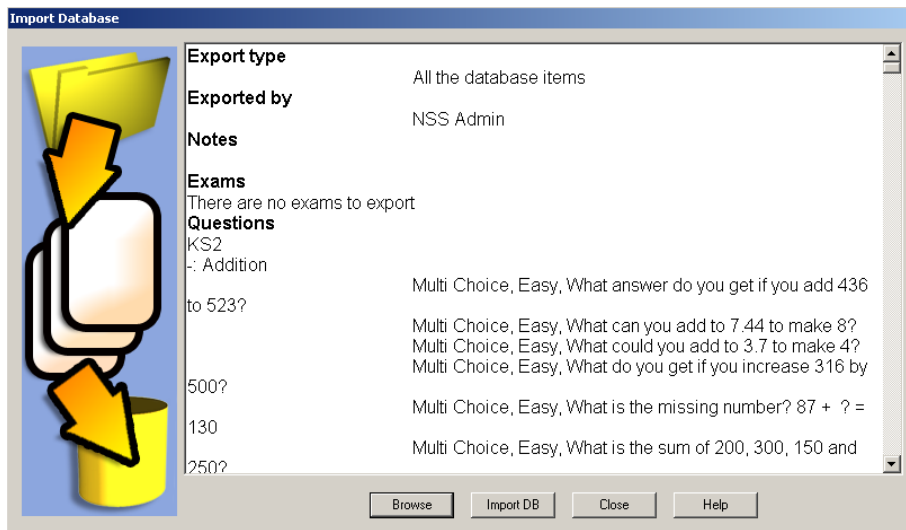 Import Database
Export type
All the database items
Exported by
NSS Admin
Notes
Exams
There are no exams to export
Questions
KS2
-: Addition
Multi Choice, Easy, What answer do you get if you add 436
to 523?
Multi Choice, Easy, What can you add to 7.44 to make 8?
Multi Choice, Easy, What could you add to 3.7 to make 4?
Multi Choice, Easy, What do you get if you increase 316 by
500?
Multi Choice, Easy, What is the missing number? 87 + ? =
130
Multi Choice, Easy, What is the sum of 200, 300, 150 and
250?
Browse Import DB Close Help